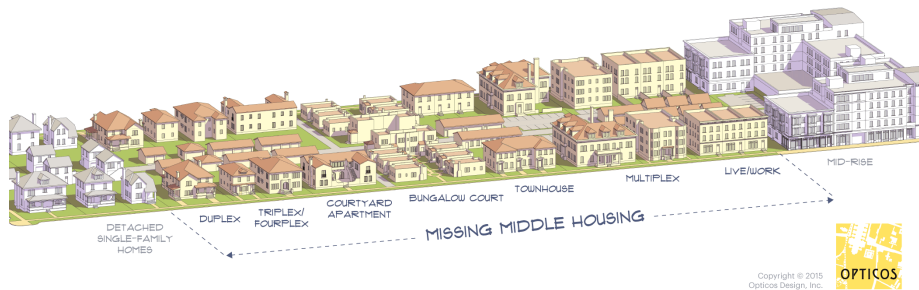 DETACHED
SINGLE-FAMILY
HOMES
DUPLEX
TRIPLEX/
FOURPLEX
COURTYARD
APARTMENT
BUNGALOW COURT
TOWNHOUSE
MULTIPLEX
LIVE/WORK
MID-RISE
MISSING MIDDLE HOUSING
Copyright © 2015
Opticos Design, Inc.
OPTICOS